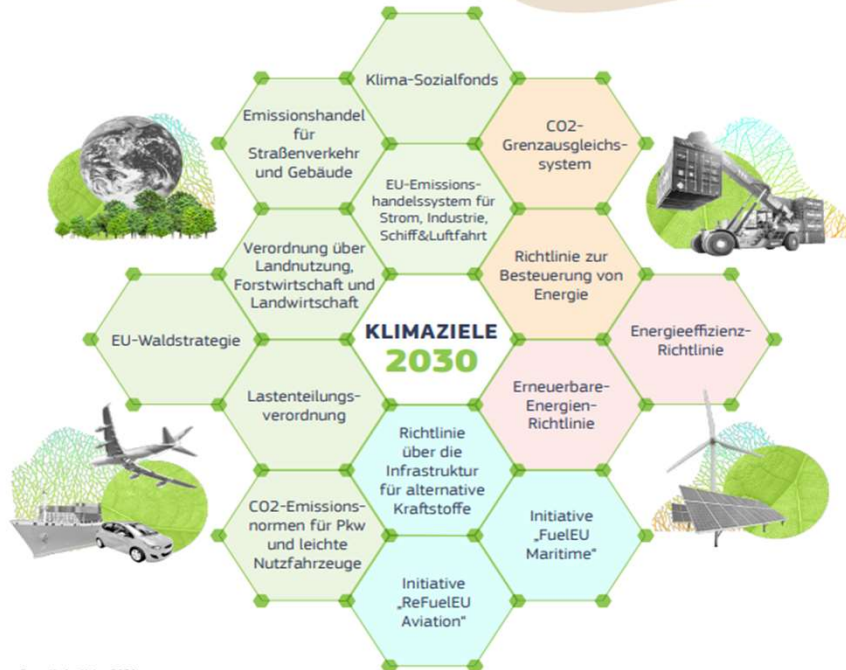 Klima-Sozialfonds
Emissionshandel
für
Straßenverkehr
und Gebäude
CO2-
Grenzausgleichs-
system
EU-Emissions-
handelssystem für
Strom, Industrie,
Schiff&Luftfahrt
Verordnung über
Landnutzung,
Forstwirtschaft und
Landwirtschaft
Richtlinie zur
Besteuerung von
Energie
EU-Waldstrategie
KLIMAZIELE
2030
Energieeffizienz-
Richtlinie
Lastenteilungs-
verordnung
Erneuerbare-
Energien-
Richtlinie
Richtlinie
über die
Infrastruktur
für alternative
Kraftstoffe
CO2-Emissions-
normen für Pkw
und leichte
Nutzfahrzeuge
Initiative
„FuelEU
Maritime“
Initiative
„ReFuelEU
Aviation“